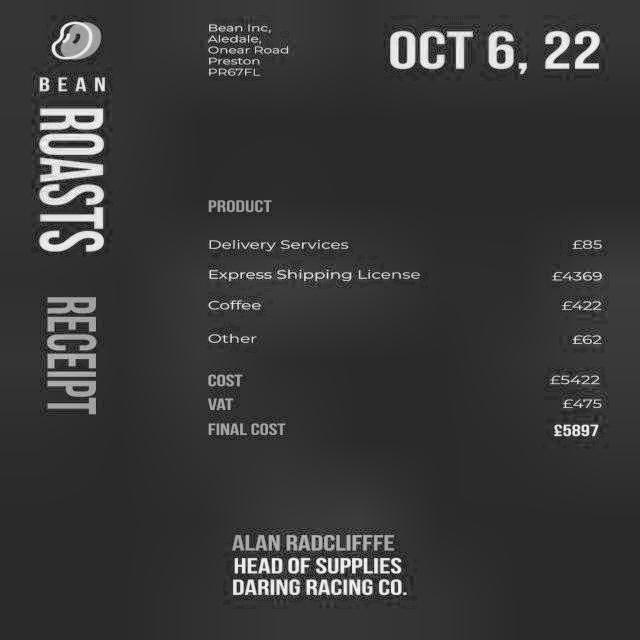 BEAN
ROASTS
RECEIPT
Bean Inc,
Aledale,
Onear Road
Preston
PR67FL
OCT 6, 22
PRODUCT
Delivery Services £85
Express Shipping License £4369
Coffee £422
Other £62
COST £5422
VAT £475
FINAL COST £5897
ALAN RADCLIFFFE
HEAD OF SUPPLIES
DARING RACING CO.